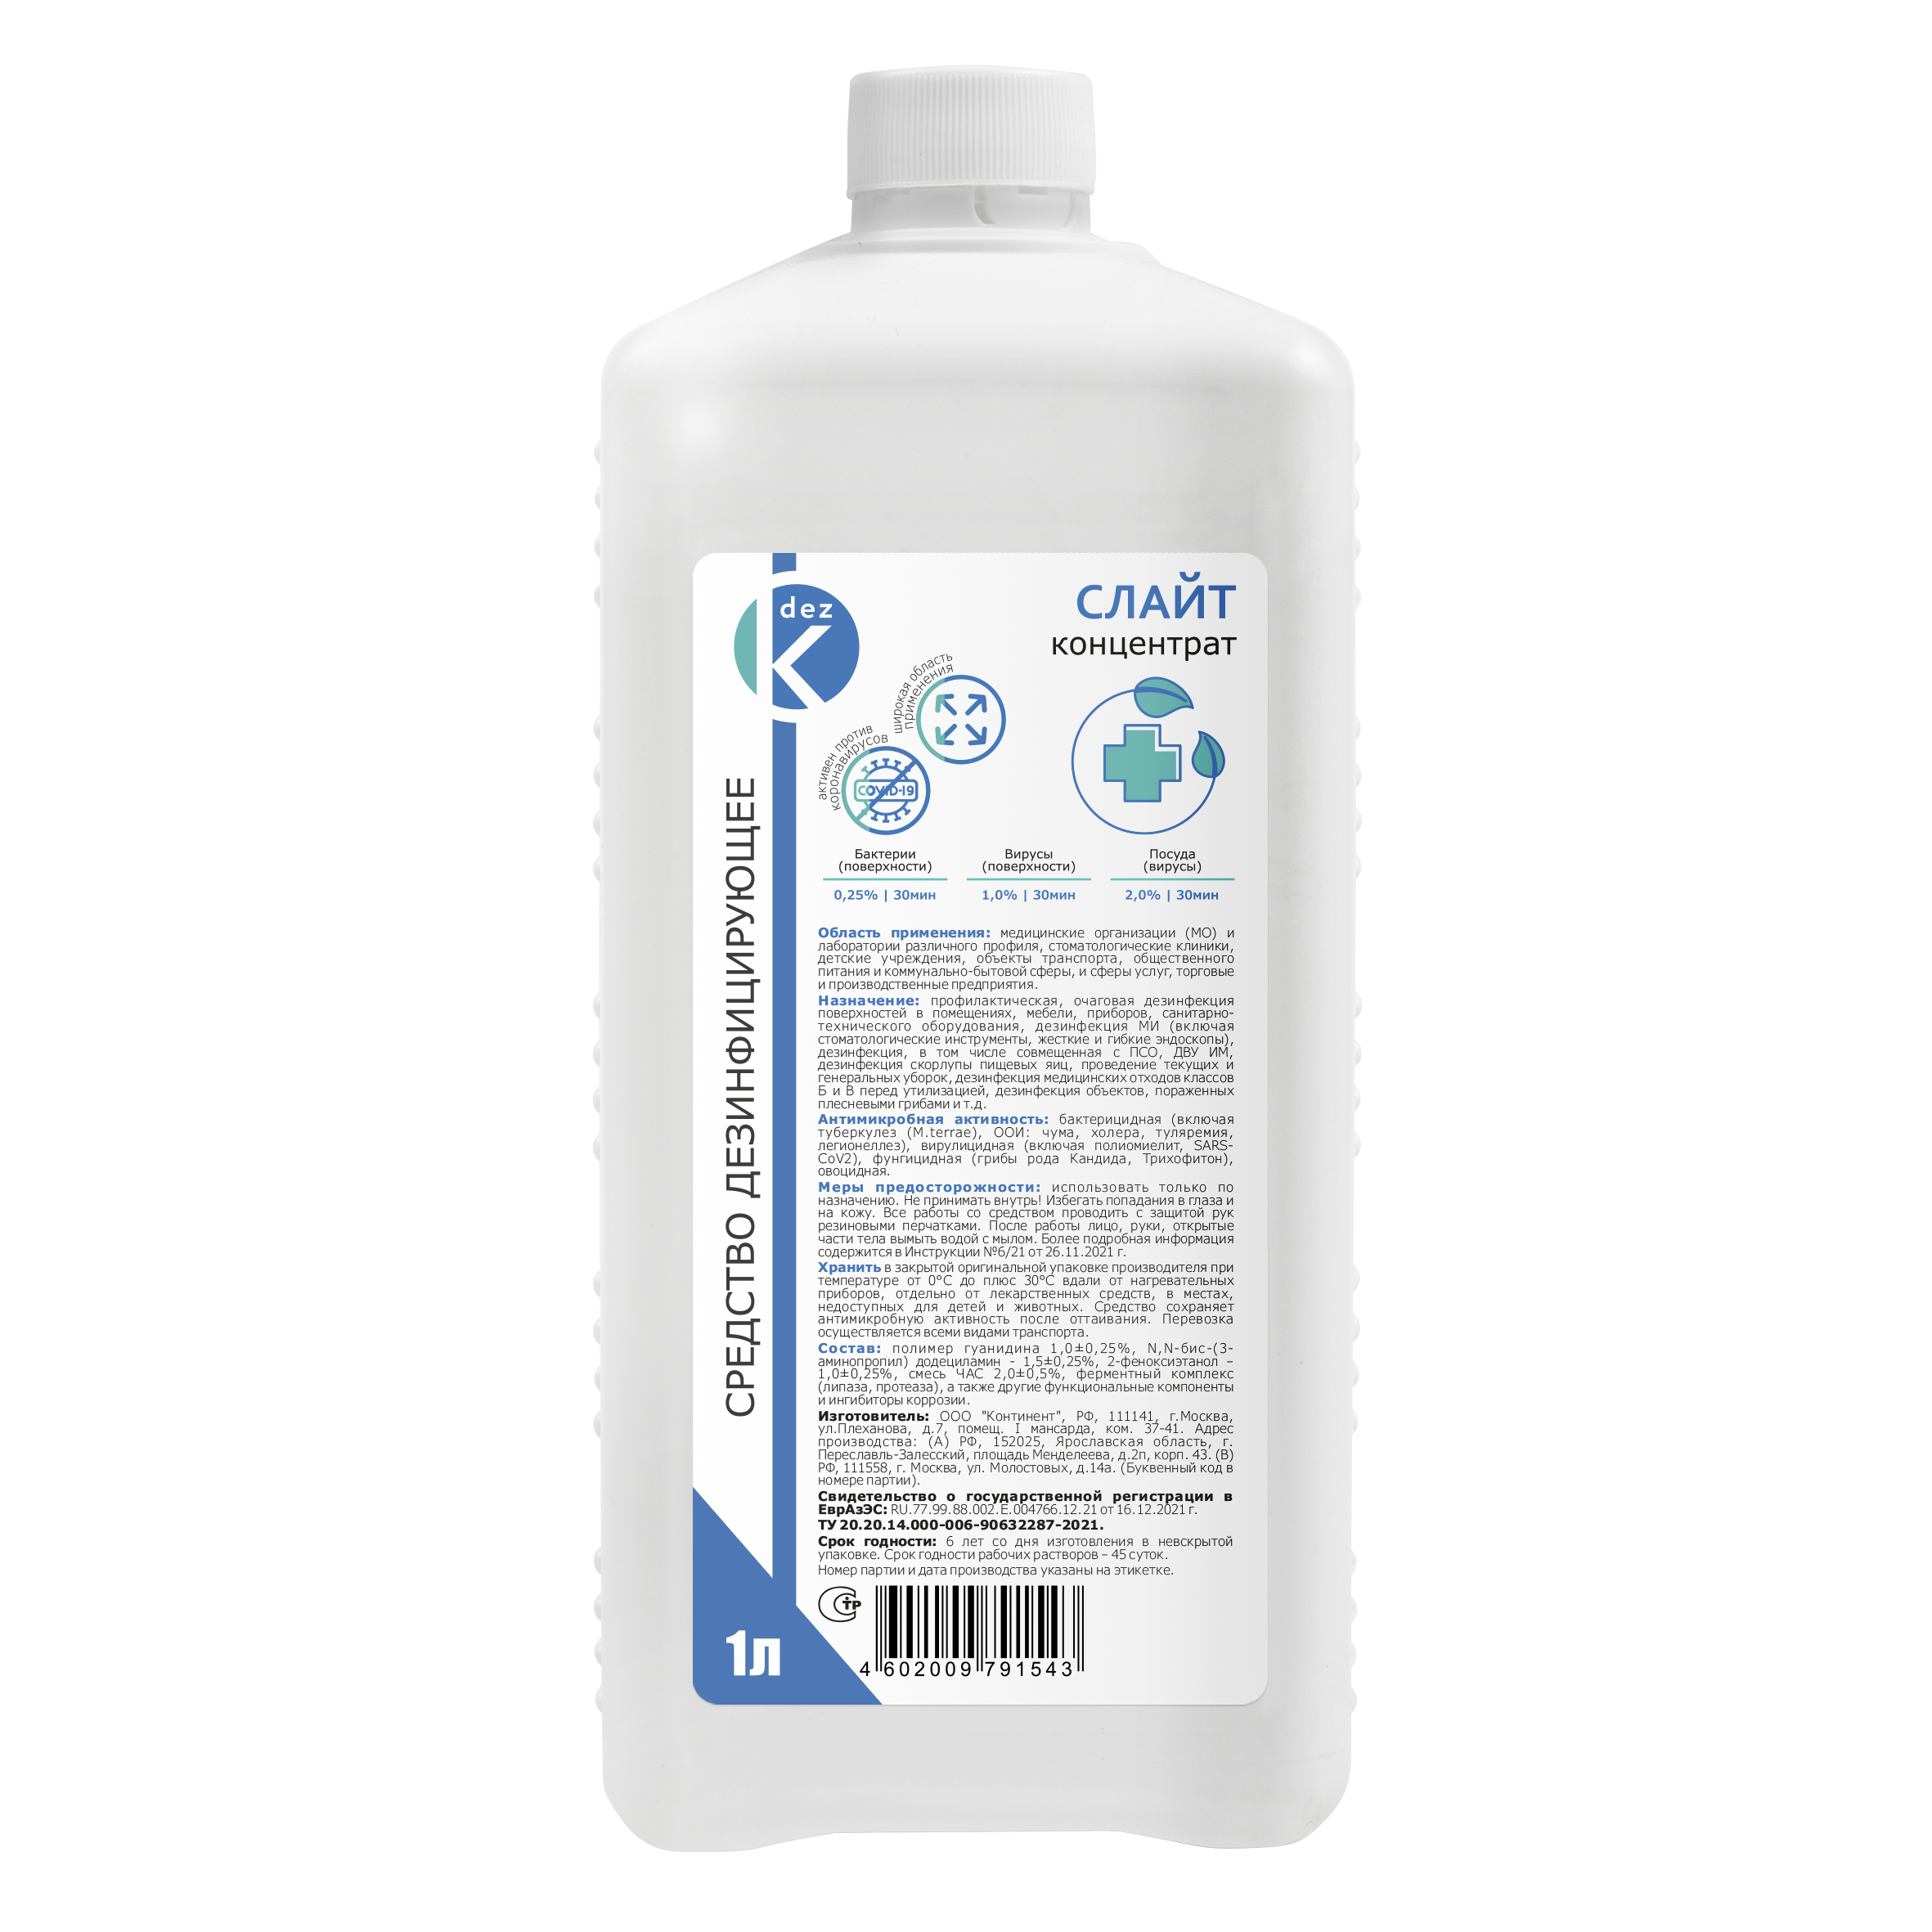 dez
K
СЛАЙТ
концентрат
широкая область
применения
активен против
коронавирусов
COVID-19
СРЕДСТВО ДЕЗИНФИЦИРУЮЩЕЕ
Бактерии
(поверхности)
0,25% | 30мин
Вирусы
(поверхности)
1,0% | 30мин
Посуда
(вирусы)
2,0% | 30мин
Область применения: медицинские организации (МО) и
лаборатории различного профиля, стоматологические клиники,
детские учреждения, объекты транспорта, общественного
питания и коммунально-бытовой сферы, и сферы услуг, торговые
и производственные предприятия.
Назначение: профилактическая, очаговая дезинфекция
поверхностей в помещениях, мебели, приборов, санитарно-
технического оборудования, дезинфекция МИ (включая
стоматологические инструменты, жесткие и гибкие эндоскопы),
дезинфекция, в том числе совмещенная с ПСО, ДВУ ИМ,
дезинфекция скорлупы пищевых яиц, проведение текущих и
генеральных уборок, дезинфекция медицинских отходов классов
Б и В перед утилизацией, дезинфекция объектов, пораженных
плесневыми грибами и т.д.
Антимикробная активность: бактерицидная (включая
туберкулез (M.terrae), ООИ: чума, холера, туляремия,
легионеллез), вирулицидная (включая полиомиелит, SARS-
CoV2), фунгицидная (грибы рода Кандида, Трихофитон),
овоцидная.
Меры предосторожности: использовать только по
назначению. Не принимать внутрь! Избегать попадания в глаза и
на кожу. Все работы со средством проводить с защитой рук
резиновыми перчатками. После работы лицо, руки, открытые
части тела вымыть водой с мылом. Более подробная информация
содержится в Инструкции №6/21 от 26.11.2021 г.
Хранить в закрытой оригинальной упаковке производителя при
температуре от 0°С до плюс 30°С вдали от нагревательных
приборов, отдельно от лекарственных средств, в местах,
недоступных для детей и животных. Средство сохраняет
антимикробную активность после оттаивания. Перевозка
осуществляется всеми видами транспорта.
Состав: полимер гуанидина 1,0±0,25%, N,N-бис-(3-
аминопропил) додециламин - 1,5±0,25%, 2-феноксиэтанол –
1,0±0,25%, смесь ЧАС 2,0±0,5%, ферментный комплекс
(липаза, протеаза), а также другие функциональные компоненты
и ингибиторы коррозии.
Изготовитель: ООО "Континент", РФ, 111141, г.Москва,
ул.Плеханова, д.7, помещ. I мансарда, ком. 37-41. Адрес
производства: (А) РФ, 152025, Ярославская область, г.
Переславль-Залесский, площадь Менделеева, д.2п, корп. 43. (В)
РФ, 111558, г. Москва, ул. Молостовых, д.14а. (Буквенный код в
номере партии).
Свидетельство о государственной регистрации в
ЕврАзЭС: RU.77.99.88.002.E.004766.12.21 от 16.12.2021 г.
ТУ 20.20.14.000-006-90632287-2021.
Срок годности: 6 лет со дня изготовления в невскрытой
упаковке. Срок годности рабочих растворов – 45 суток.
Номер партии и дата производства указаны на этикетке.
СТР
1л
4 602009 791543